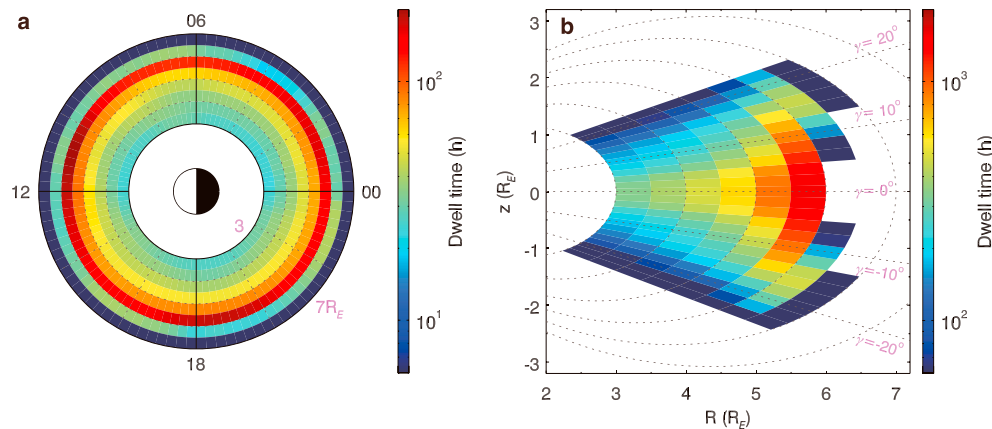 a
06
12
00
18
3
7R_E
10²
10¹
Dwell time (h)
b
3
2
1
0
-1
-2
-3
z (R_E)
2
3
4
5
6
7
R (R_E)
γ= 20°
γ= 10°
γ= 0°
γ=-10°
γ=-20°
10³
10²
Dwell time (h)